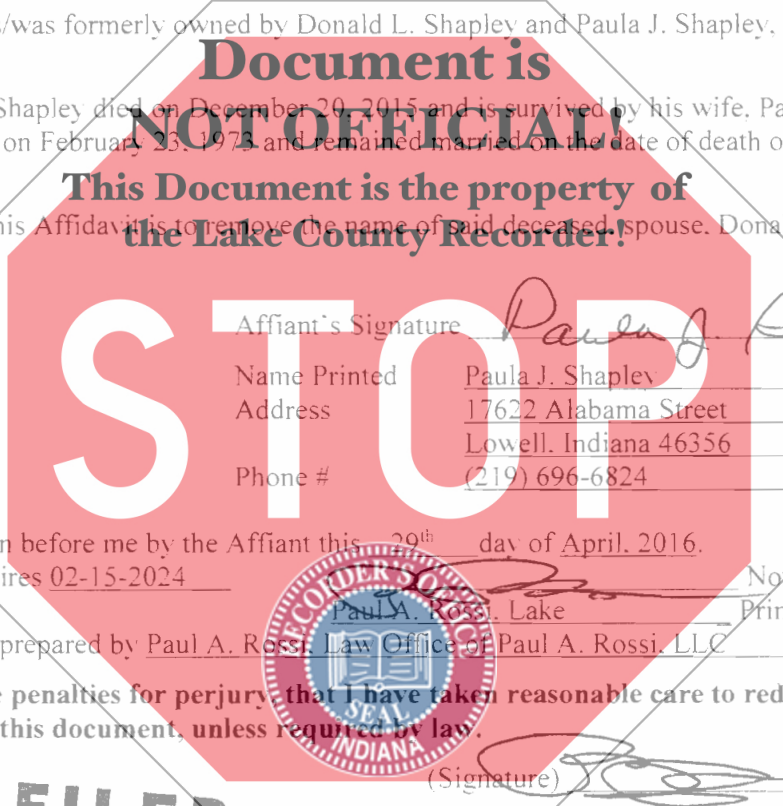 /was formerly owned by Donald L. Shapley and Paula J. Shapley,
Document is
Shapley died on December 20, 2015 and is survived by his wife, Pa
NOT OFFICIAL!
on February 23, 1973 and remained married on the date of death o
This Document is the property of
his Affidavit is to remove the name of said deceased spouse. Dona
the Lake County Recorder!
STOP
Affiant's Signature Paula J.
Name Printed Paula J. Shapley
Address 17622 Alabama Street
Lowell, Indiana 46356
Phone # (219) 696-6824
n before me by the Affiant this 29th day of April, 2016.
ires 02-15-2024 No
Paul A. Rossi, Lake Prin
prepared by Paul A. Rossi, Law Office of Paul A. Rossi, LLC
RECORDER'S OFFICE
SEAL
INDIANA
e penalties for perjury, that I have taken reasonable care to red
this document, unless required by law.
(Signature)
FILED